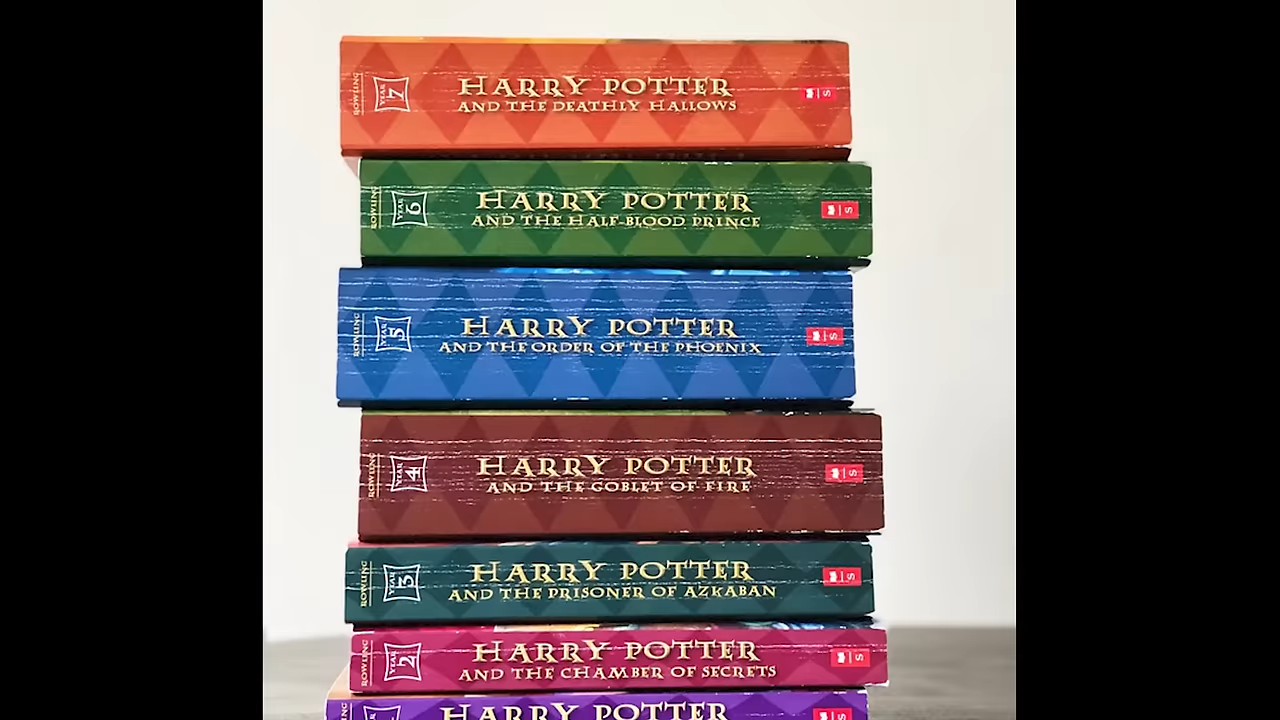 ROWLING
YEAR 7
HARRY POTTER
AND THE DEATHLY HALLOWS
S
ROWLING
YEAR 6
HARRY POTTER
AND THE HALF-BLOOD PRINCE
S
ROWLING
YEAR 5
HARRY POTTER
AND THE ORDER OF THE PHOENIX
S
ROWLING
YEAR 4
HARRY POTTER
AND THE GOBLET OF FIRE
S
ROWLING
YEAR 3
HARRY POTTER
AND THE PRISONER OF AZKABAN
S
ROWLING
YEAR 2
HARRY POTTER
AND THE CHAMBER OF SECRETS
S
HARRY POTTER
S